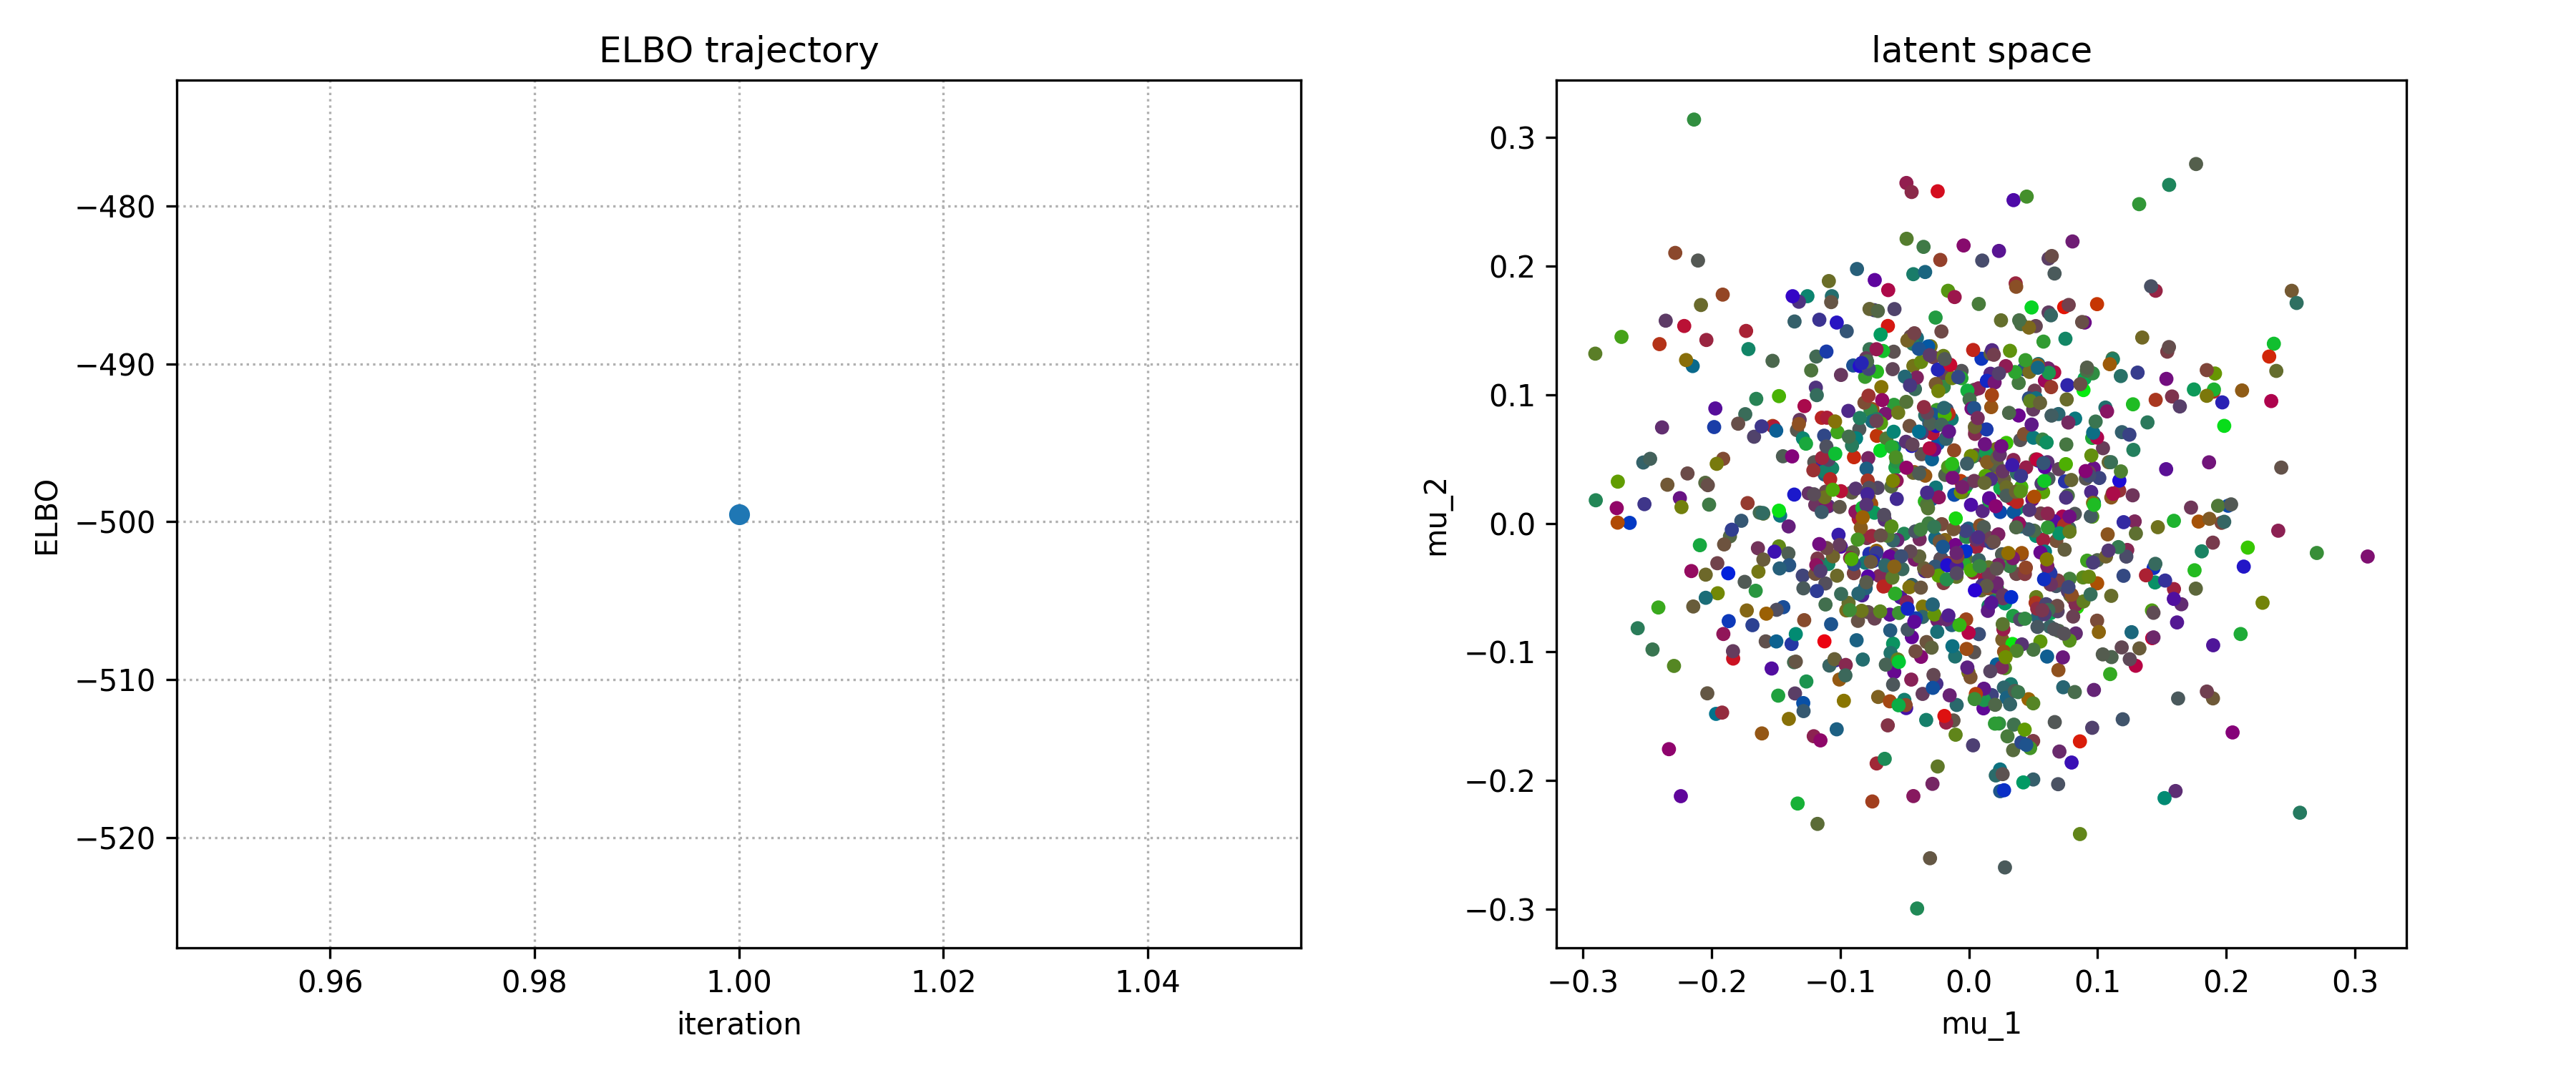 ELBO trajectory
ELBO
−480
−490
−500
−510
−520
0.96 0.98 1.00 1.02 1.04
iteration
latent space
mu_2
0.3
0.2
0.1
0.0
−0.1
−0.2
−0.3
−0.3 −0.2 −0.1 0.0 0.1 0.2 0.3
mu_1